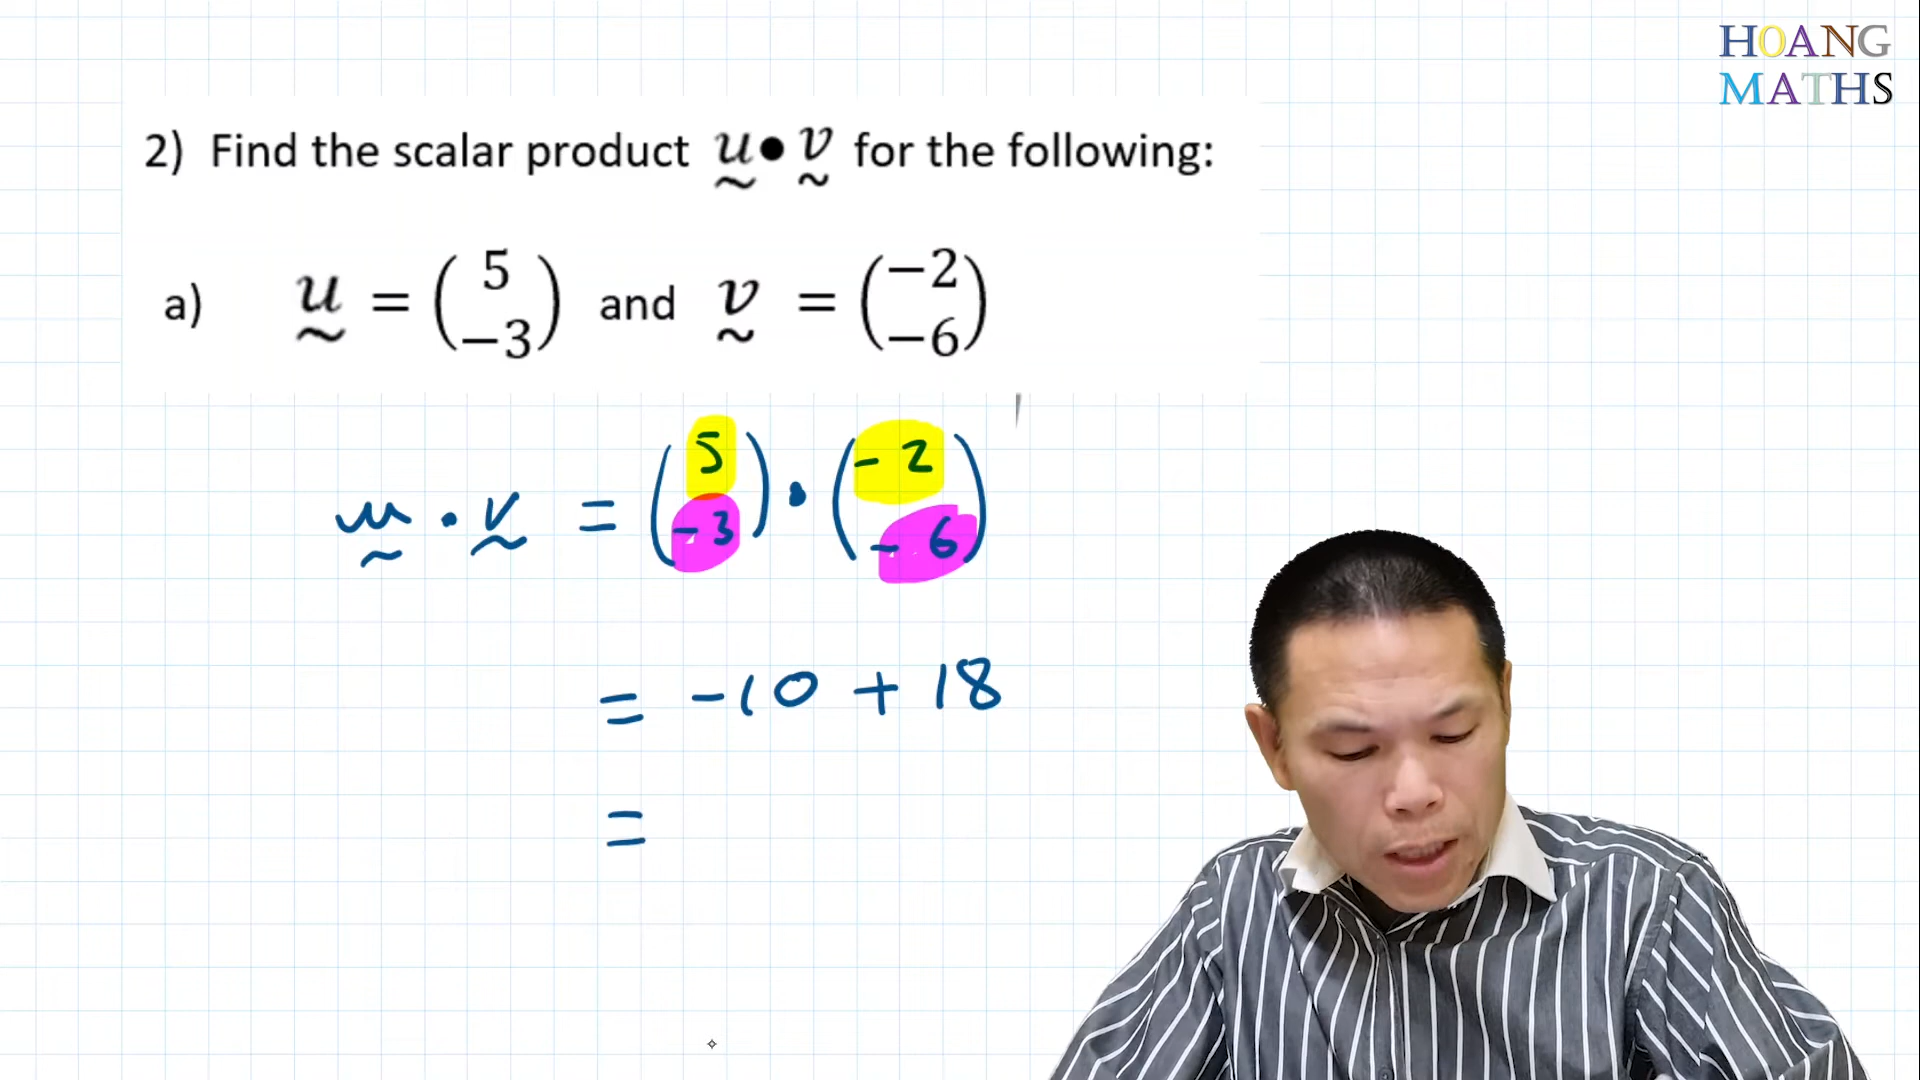 HOANG
MATHS
2) Find the scalar product u • v for the following:
~ ~
a) u = (5 −3) and v = (−2 −6)
~ ~
u · v = (5 -3) · (-2 -6)
~ ~
= -10 + 18
=